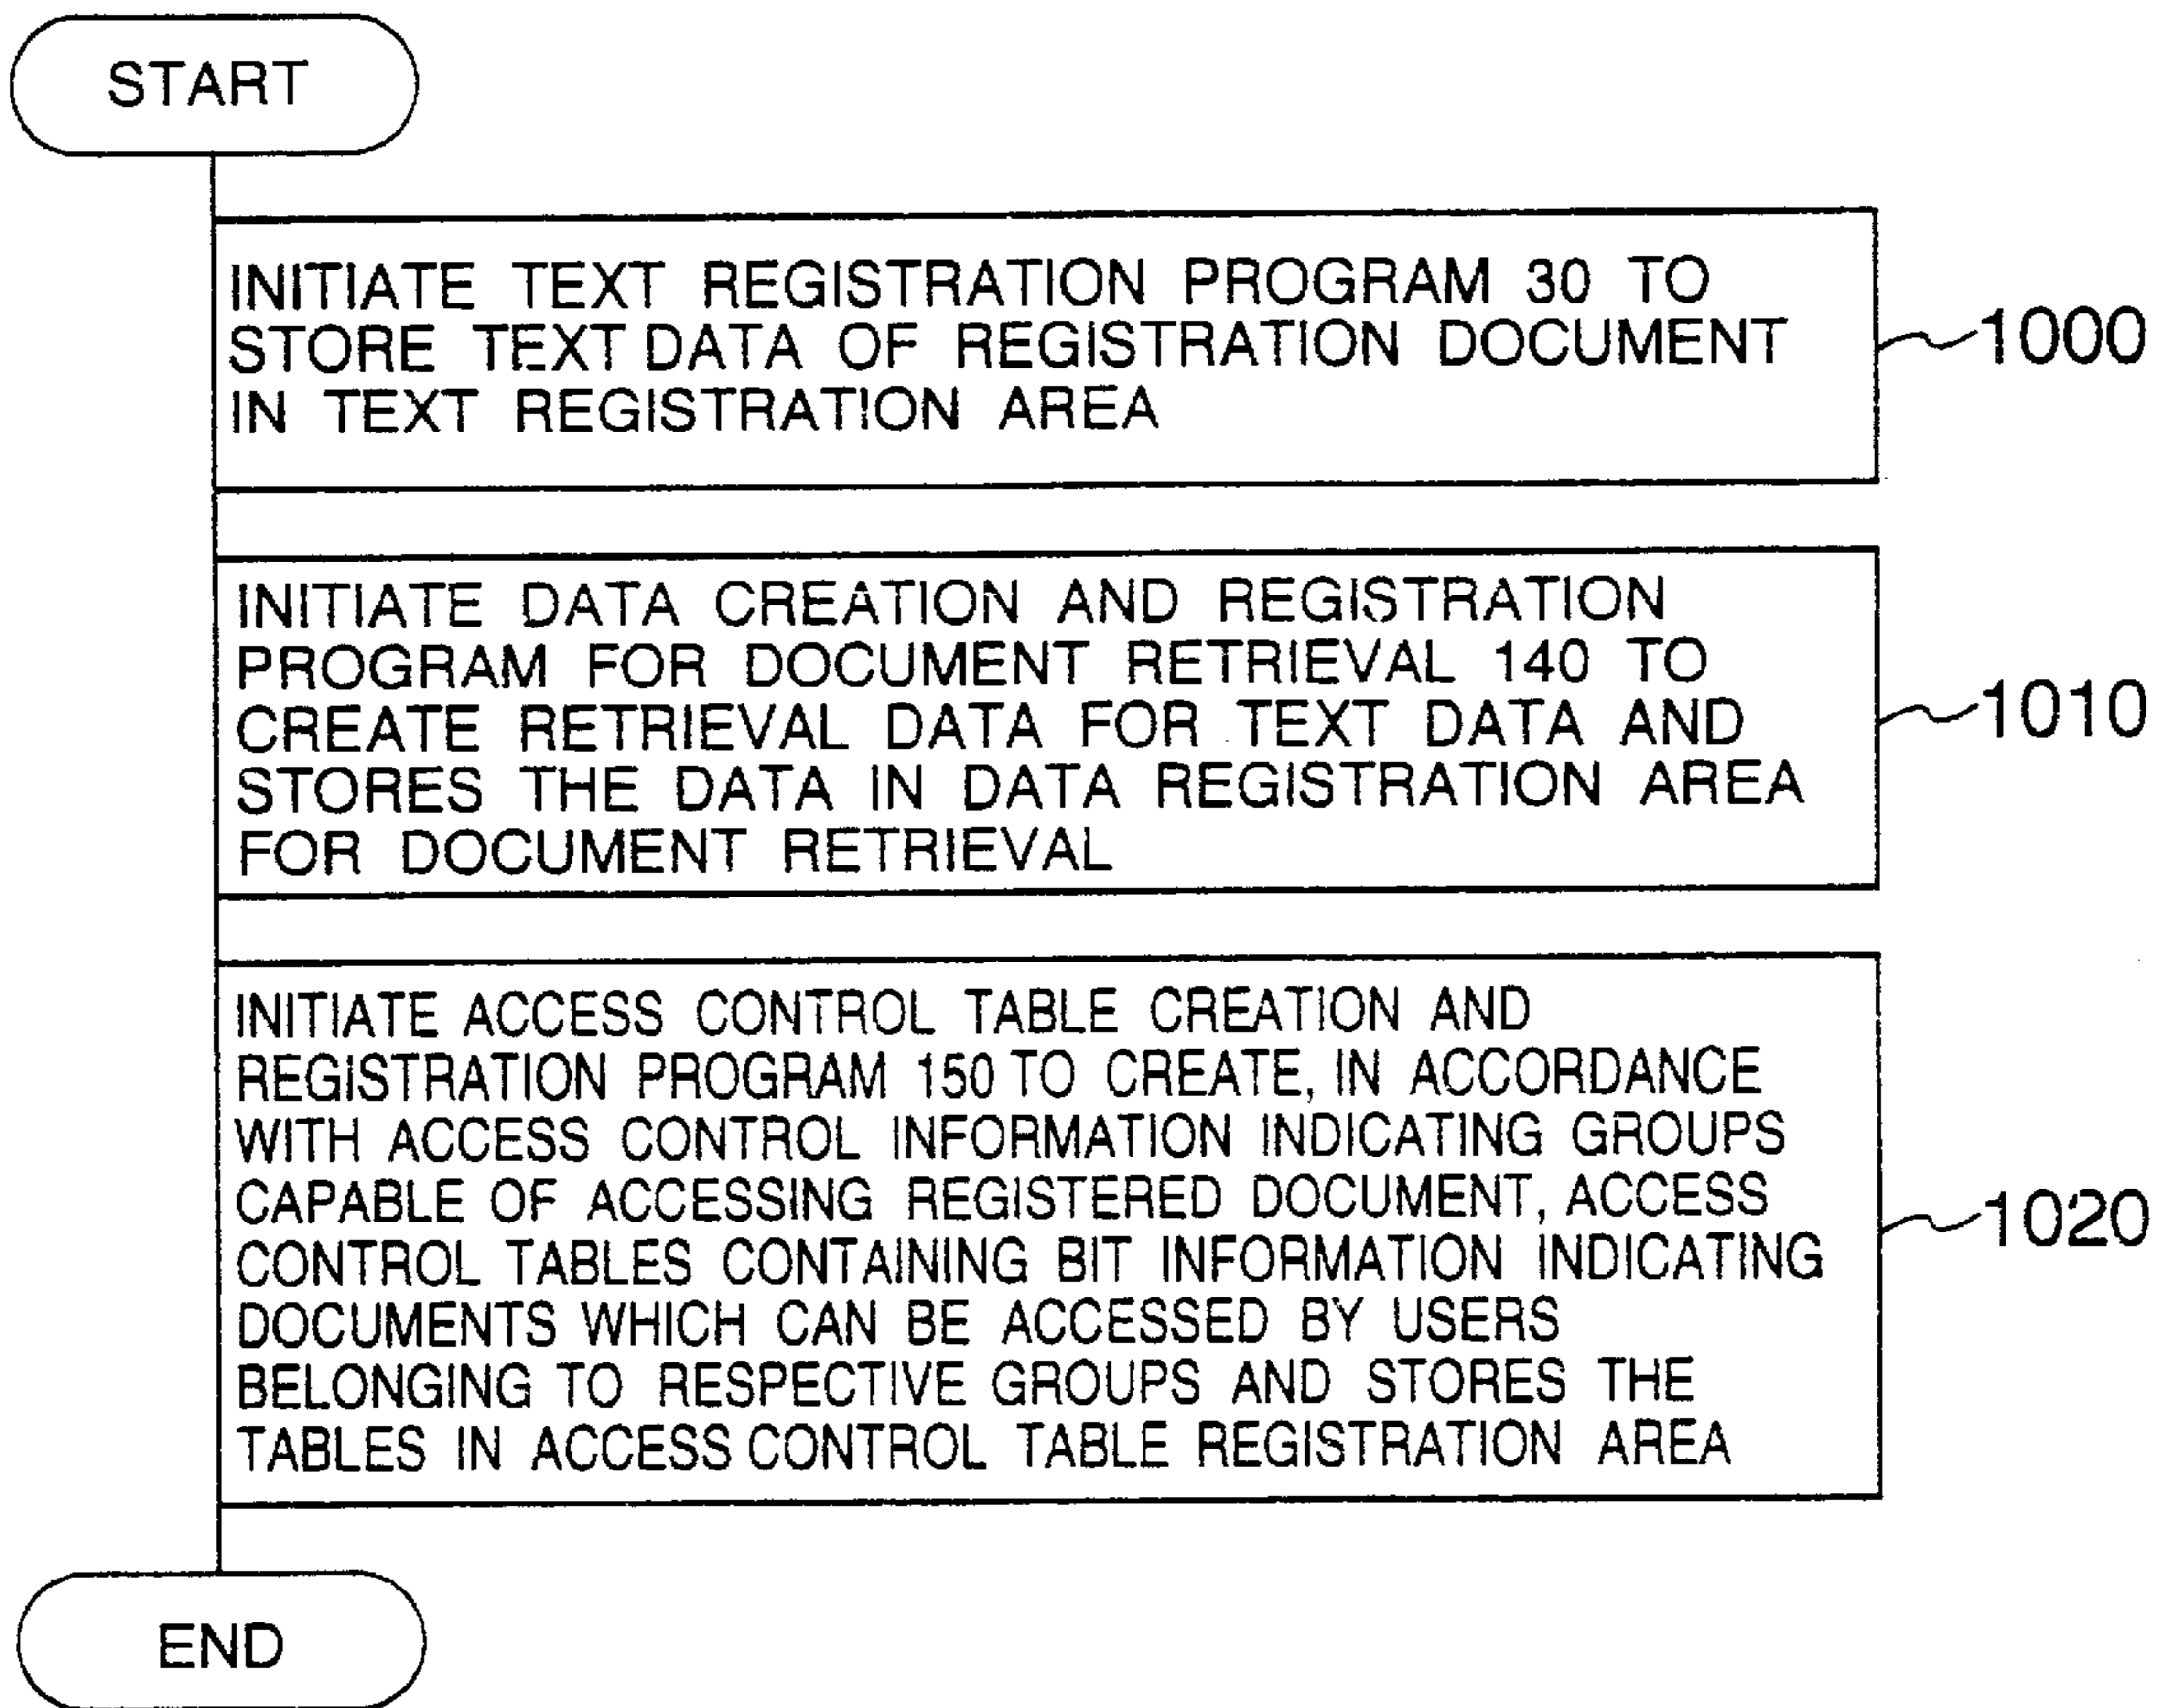 START
INITIATE TEXT REGISTRATION PROGRAM 30 TO
STORE TEXT DATA OF REGISTRATION DOCUMENT
IN TEXT REGISTRATION AREA
1000
INITIATE DATA CREATION AND REGISTRATION
PROGRAM FOR DOCUMENT RETRIEVAL 140 TO
CREATE RETRIEVAL DATA FOR TEXT DATA AND
STORES THE DATA IN DATA REGISTRATION AREA
FOR DOCUMENT RETRIEVAL
1010
INITIATE ACCESS CONTROL TABLE CREATION AND
REGISTRATION PROGRAM 150 TO CREATE, IN ACCORDANCE
WITH ACCESS CONTROL INFORMATION INDICATING GROUPS
CAPABLE OF ACCESSING REGISTERED DOCUMENT, ACCESS
CONTROL TABLES CONTAINING BIT INFORMATION INDICATING
DOCUMENTS WHICH CAN BE ACCESSED BY USERS
BELONGING TO RESPECTIVE GROUPS AND STORES THE
TABLES IN ACCESS CONTROL TABLE REGISTRATION AREA
1020
END